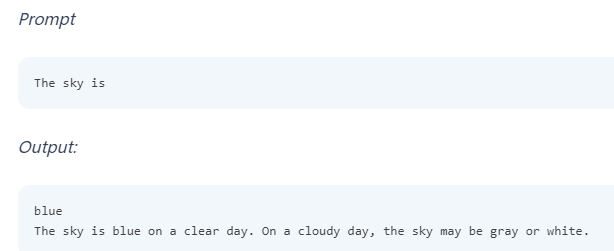 Prompt
The sky is
Output:
blue
The sky is blue on a clear day. On a cloudy day, the sky may be gray or white.